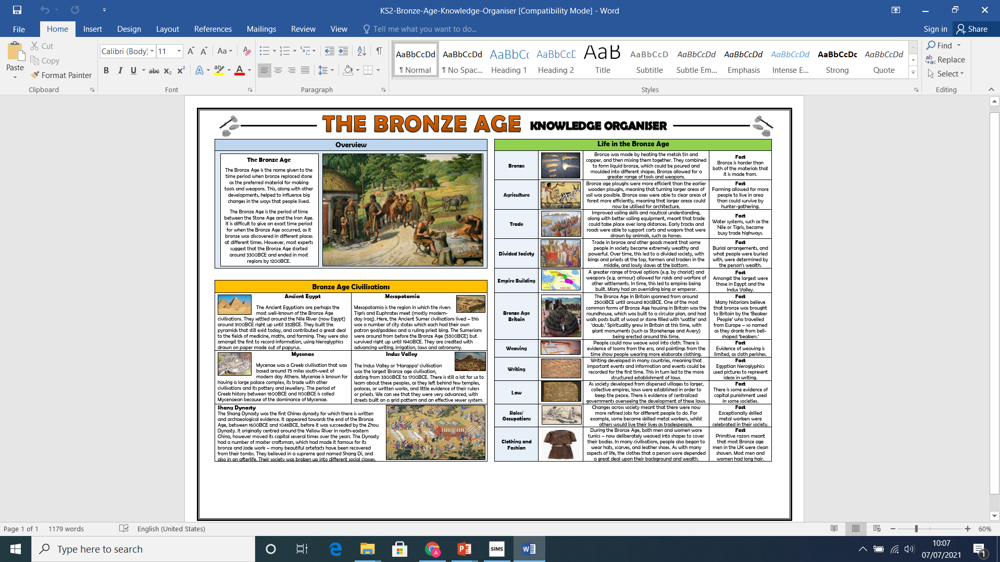 KS2-Bronze-Age-Knowledge-Organiser [Compatibility Mode] - Word
File Home Insert Design Layout References Mailings Review View Tell me what you want to do... Sign in Share
Paste
Cut
Copy
Format Painter
Clipboard
Calibri (Body) 11
Font
Paragraph
AaBbCcDd AaBbCcDd AaBbCc AaBbCcD AaB AaBbCcD AaBbCcDd AaBbCcDd AaBbCcDd AaBbCcDc AaBbCcDd
¶ Normal ¶ No Spac... Heading 1 Heading 2 Title Subtitle Subtle Em... Emphasis Intense E... Strong Quote
Styles
Find
Replace
Select
Editing
THE BRONZE AGE KNOWLEDGE ORGANISER
Overview
The Bronze Age
The Bronze Age is the name given to the
time period when bronze replaced stone
as the preferred material for making
tools and weapons. This, along with other
developments, helped to influence big
changes in the ways that people lived.
The Bronze Age is the period of time
between the Stone Age and the Iron Age.
It is difficult to give an exact time period
for when the Bronze Age occurred, as it
bronze was discovered in different places
at different times. However, most experts
suggest that the Bronze Age started
around 3300BCE and ended in most
regions by 1200BCE.
Bronze Age Civilisations
Ancient Egypt
The Ancient Egyptians are perhaps the
most well-known of the Bronze Age
civilisations. They settled around the Nile River (now Egypt)
around 3100BCE right up until 332BCE. They built the
pyramids that still exist today, and contributed a great deal
to the fields of medicine, maths, and farming. They were also
amongst the first to record information, using hieroglyphics
drawn on paper made out of papyrus.
Mesopotamia
Mesopotamia is the region in which the rivers
Tigris and Euphrates meet (mostly modern-
day Iraq). Here, the Ancient Sumer civilisations lived – this
was a number of city states which each had their own
patron god/goddess and a ruling priest king. The Sumerians
were around from before the Bronze Age (5300BCE) but
survived right up until 1940BCE. They are credited with
advancing writing, irrigation, laws and astronomy.
Mycenae
Mycenae was a Greek civilisation that was
based around 75 miles south-west of
modern day Athens. Mycenae is known for
having a large palace complex, its trade with other
civilisations and its pottery and jewellery. The period of
Greek history between 1600BCE and 1100BCE is called
Mycenaean because of the dominance of Mycenae.
Indus Valley
The Indus Valley or 'Harappa' civilisation
was the largest Bronze age civilisation,
dating from 3300BCE to 1700BCE. There is still a lot for us to
learn about these peoples, as they left behind few temples,
palaces, or written works, and little evidence of their rulers
or priests. We can see that they were very advanced, with
streets built on a grid pattern and an effective sewer system.
Shang Dynasty
The Shang Dynasty was the first Chines dynasty for which there is written
and archaeological evidence. It appeared towards the end of the Bronze
Age, between 1600BCE and 1046BCE, before it was succeeded by the Zhou
Dynasty. It originally centred around the Yellow River in north-eastern
China, however moved its capital several times over the years. The Dynasty
had a number of master craftsman, which had made it famous for its
bronze and jade work – many beautiful artefacts have been recovered
from their tombs. They believed in a supreme god named Shang Di, and
also in an afterlife. Their society was broken up into different social classes.
Life in the Bronze Age
Bronze
Bronze was made by heating the metals tin and
copper, and then mixing them together. They combined
to form liquid bronze, which could be poured and
moulded into different shapes. Bronze allowed for a
greater range of tools and weapons.
Fact
Bronze is harder than
both of the materials that
it is made from.
Agriculture
Bronze age ploughs were more efficient than the earlier
wooden ploughs, meaning that turning larger areas of
soil was possible. Bronze axes were able to clear areas of
forest more efficiently, meaning that larger areas could
now be utilised for architecture.
Fact
Farming allowed for more
people to live in area
than could survive by
hunter-gathering.
Trade
Improved sailing skills and nautical understanding,
along with better sailing equipment, meant that trade
could take place over long distances. Early tracks and
roads were able to support carts and wagons that were
drawn by animals, such as horses.
Fact
Water systems, such as the
Nile or Tigris, became
busy trade highways.
Divided Society
Trade in bronze and other goods meant that some
people in society became extremely wealthy and
powerful. Over time, this led to a divided society, with
kings and priests at the top, formers and traders in the
middle, and lowly slaves at the bottom.
Fact
Burial arrangements, and
what people were buried
with, were determined by
the person's wealth.
Empire Building
A greater range of travel options (e.g. by chariot) and
weapons (e.g. armour) allowed for raids and warfare of
other settlements. In time, this led to empires being
built. Many had an overriding king or emperor.
Fact
Amongst the largest were
those in Egypt and the
Indus Valley.
Bronze Age
Britain
The Bronze Age in Britain spanned from around
2500BCE until around 800BCE. One of the most
common forms of Bronze Age housing in Britain was the
roundhouse, which was built to a circular plan, and had
walls posts built of wood or stone filled with 'wattle' and
'daub.' Spirituality grew in Britain at this time, with
giant monuments (such as Stonehenge and Avery)
being erected around this time.
Fact
Many historians believe
that bronze was brought
to Britain by the 'Beaker
People' who travelled
from Europe – so named
as they drank from bell-
shaped 'beakers.'
Weaving
People could now weave wool into cloth. There is
evidence of looms from the era, and paintings from the
time show people wearing more elaborate clothing.
Fact
Evidence of weaving is
limited, as cloth perishes.
Writing
Writing developed in many countries, meaning that
important events and information and events could be
recorded for the first time. This in turn led to the more
structured establishment of laws.
Fact
Egyptian hieroglyphics
used pictures to represent
ideas in writing.
Law
As society developed from dispersed villages to larger,
collective empires, laws were established in order to
keep the peace. There is evidence of centralized
governments overseeing the development of these laws.
Fact
There is some evidence of
capital punishment used
in some societies.
Roles/
Occupations
Changes across society meant that there were now
more refined jobs for different people to do. For
example, some became skilled metal workers, whilst
others would live their lives as tradespeople.
Fact
Exceptionally skilled
metal workers were
celebrated in their society.
Clothing and
Fashion
During the Bronze Age, both men and women wore
tunics – now deliberately weaved into shapes to cover
their bodies. In many civilisations, people also began to
wear hats, scarves, and leather shoes. As with many
aspects of life, the clothes that a person wore depended
a great deal upon their background and wealth.
Fact
Primitive razors meant
that most Bronze age
men in the UK were clean
shaven. Most men and
women had long hair.
Page 1 of 1 1179 words English (United States) 60%
Type here to search
SIMS
10:07
07/07/2021
1